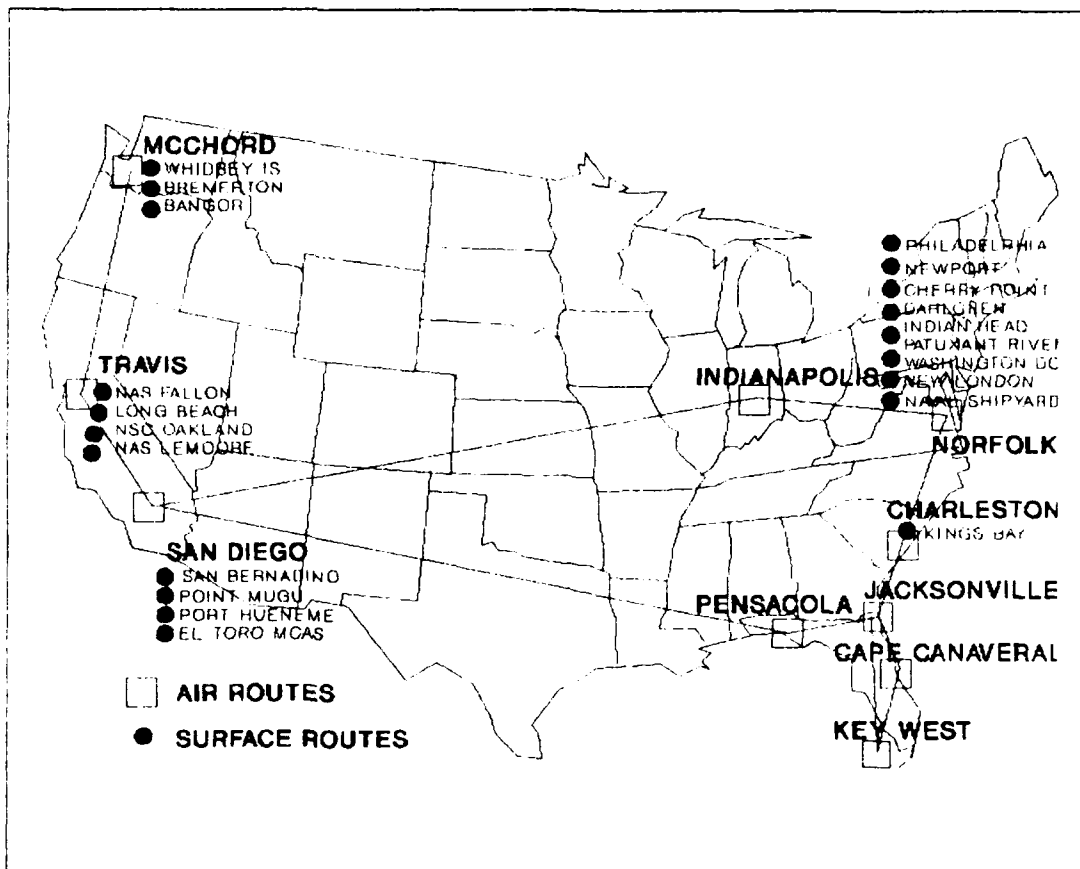 MCCHORD
WHIDBEY IS
BREMERTON
BANGOR
PHILADELPHIA
NEWPORT
CHERRY POINT
DAHLGREN
INDIAN HEAD
PATUXANT RIVER
WASHINGTON DC
NEW LONDON
NAVAL SHIPYARD
TRAVIS
NAS FALLON
LONG BEACH
NSC OAKLAND
NAS LEMOORE
INDIANAPOLIS
NORFOLK
CHARLESTON
KINGS BAY
SAN DIEGO
SAN BERNADINO
POINT MUGU
PORT HUENEME
EL TORO MCAS
PENSACOLA
JACKSONVILLE
CAPE CANAVERAL
KEY WEST
AIR ROUTES
SURFACE ROUTES